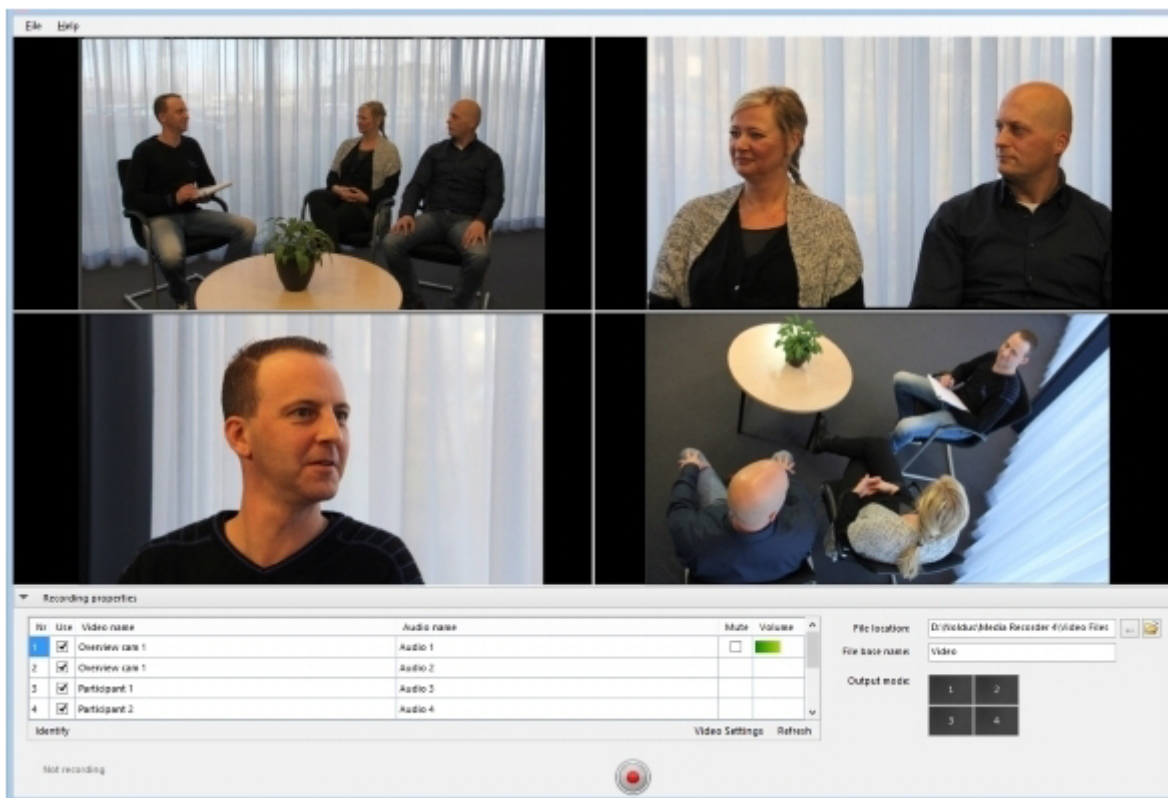 File Help
Recording properties
Nr Use Video name Audio name Mute Volume
1 Overview cam 1 Audio 1
2 Overview cam 1 Audio 2
3 Participant 1 Audio 3
4 Participant 2 Audio 4
Identify Video Settings Refresh
File location: D:\Noldus\Media Recorder 4\Video Files ...
File base name: Video
Output mode: 1 2
3 4
Not recording